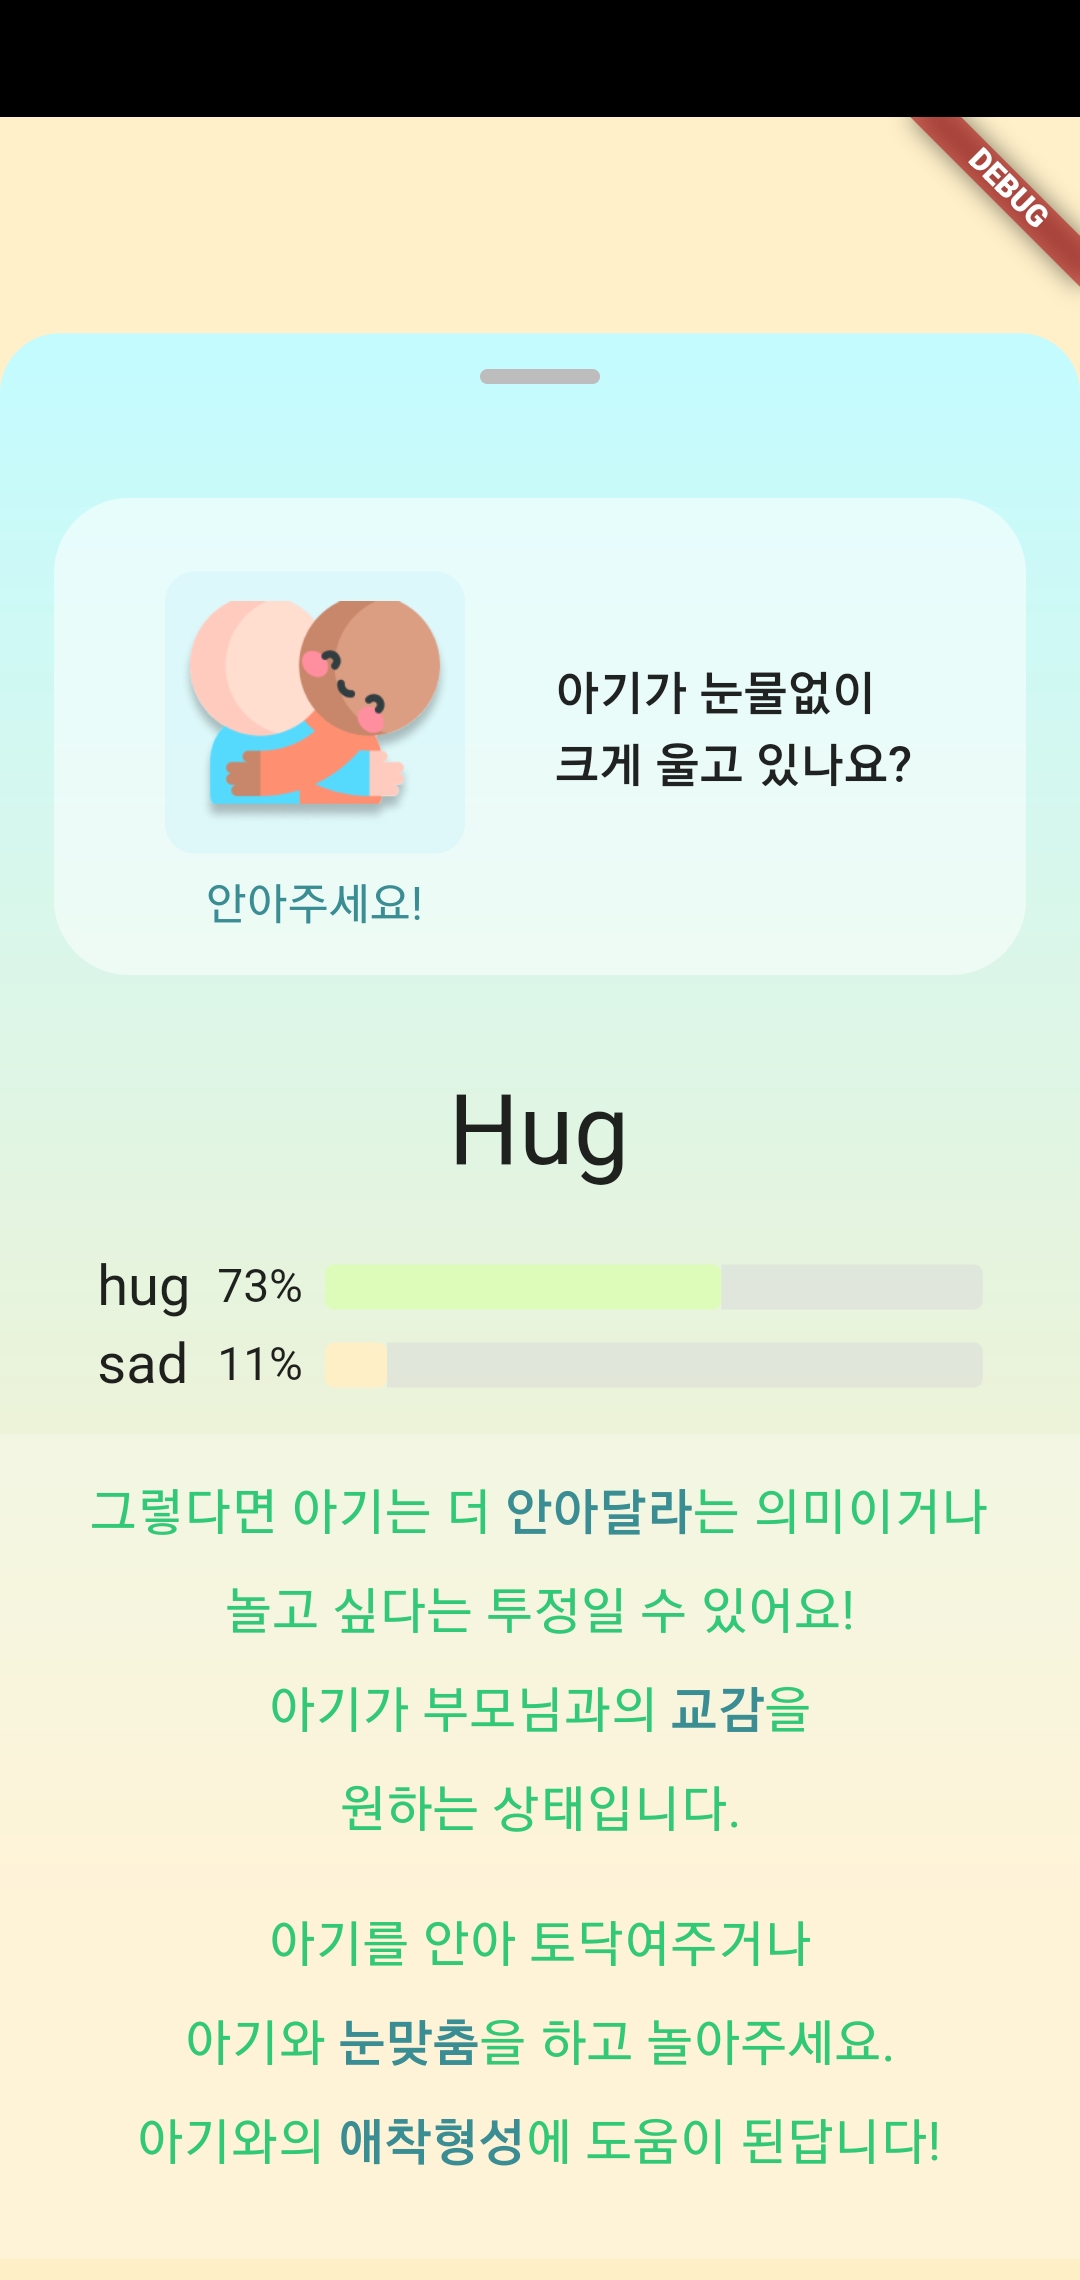 DEBUG
아기가 눈물없이
크게 울고 있나요?
안아주세요!
Hug
hug 73%
sad 11%
그렇다면 아기는 더 안아달라는 의미이거나
놀고 싶다는 투정일 수 있어요!
아기가 부모님과의 교감을
원하는 상태입니다.
아기를 안아 토닥여주거나
아기와 눈맞춤을 하고 놀아주세요.
아기와의 애착형성에 도움이 된답니다!